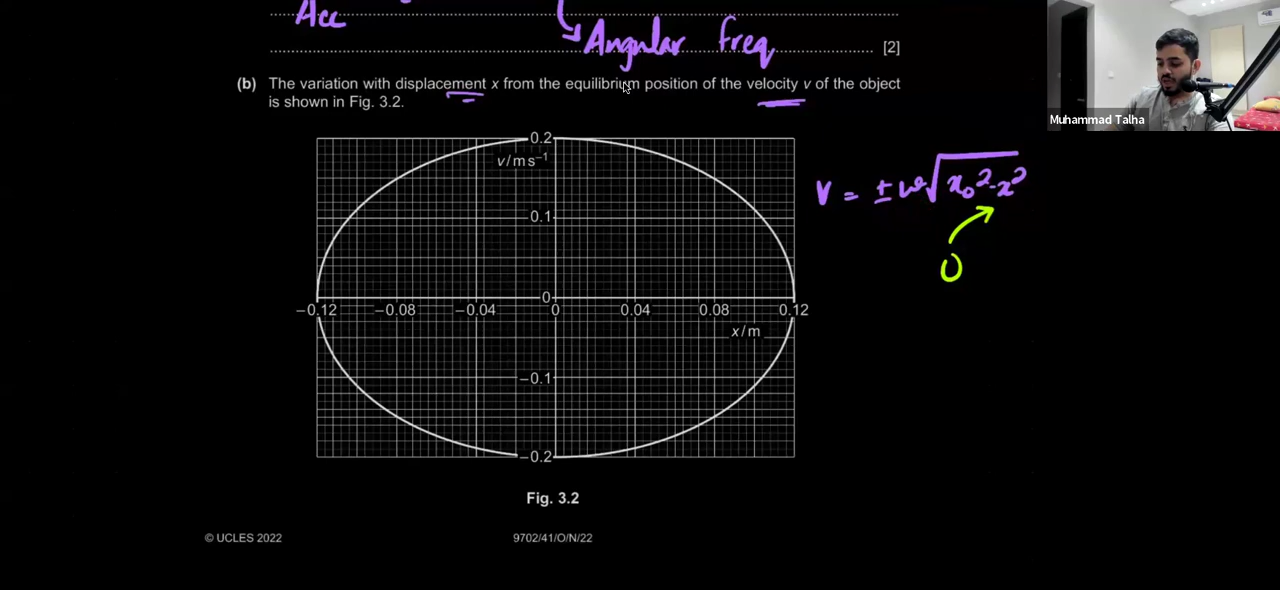 Acc
Angular freq
[2]
(b) The variation with displacement x from the equilibrium position of the velocity v of the object
is shown in Fig. 3.2.
Muhammad Talha
0.2
v/m s⁻¹
0.1
0
−0.12 −0.08 −0.04 0 0.04 0.08 0.12
x/m
−0.1
−0.2
V = ± ω √ x₀² - x²
0
Fig. 3.2
© UCLES 2022 9702/41/O/N/22